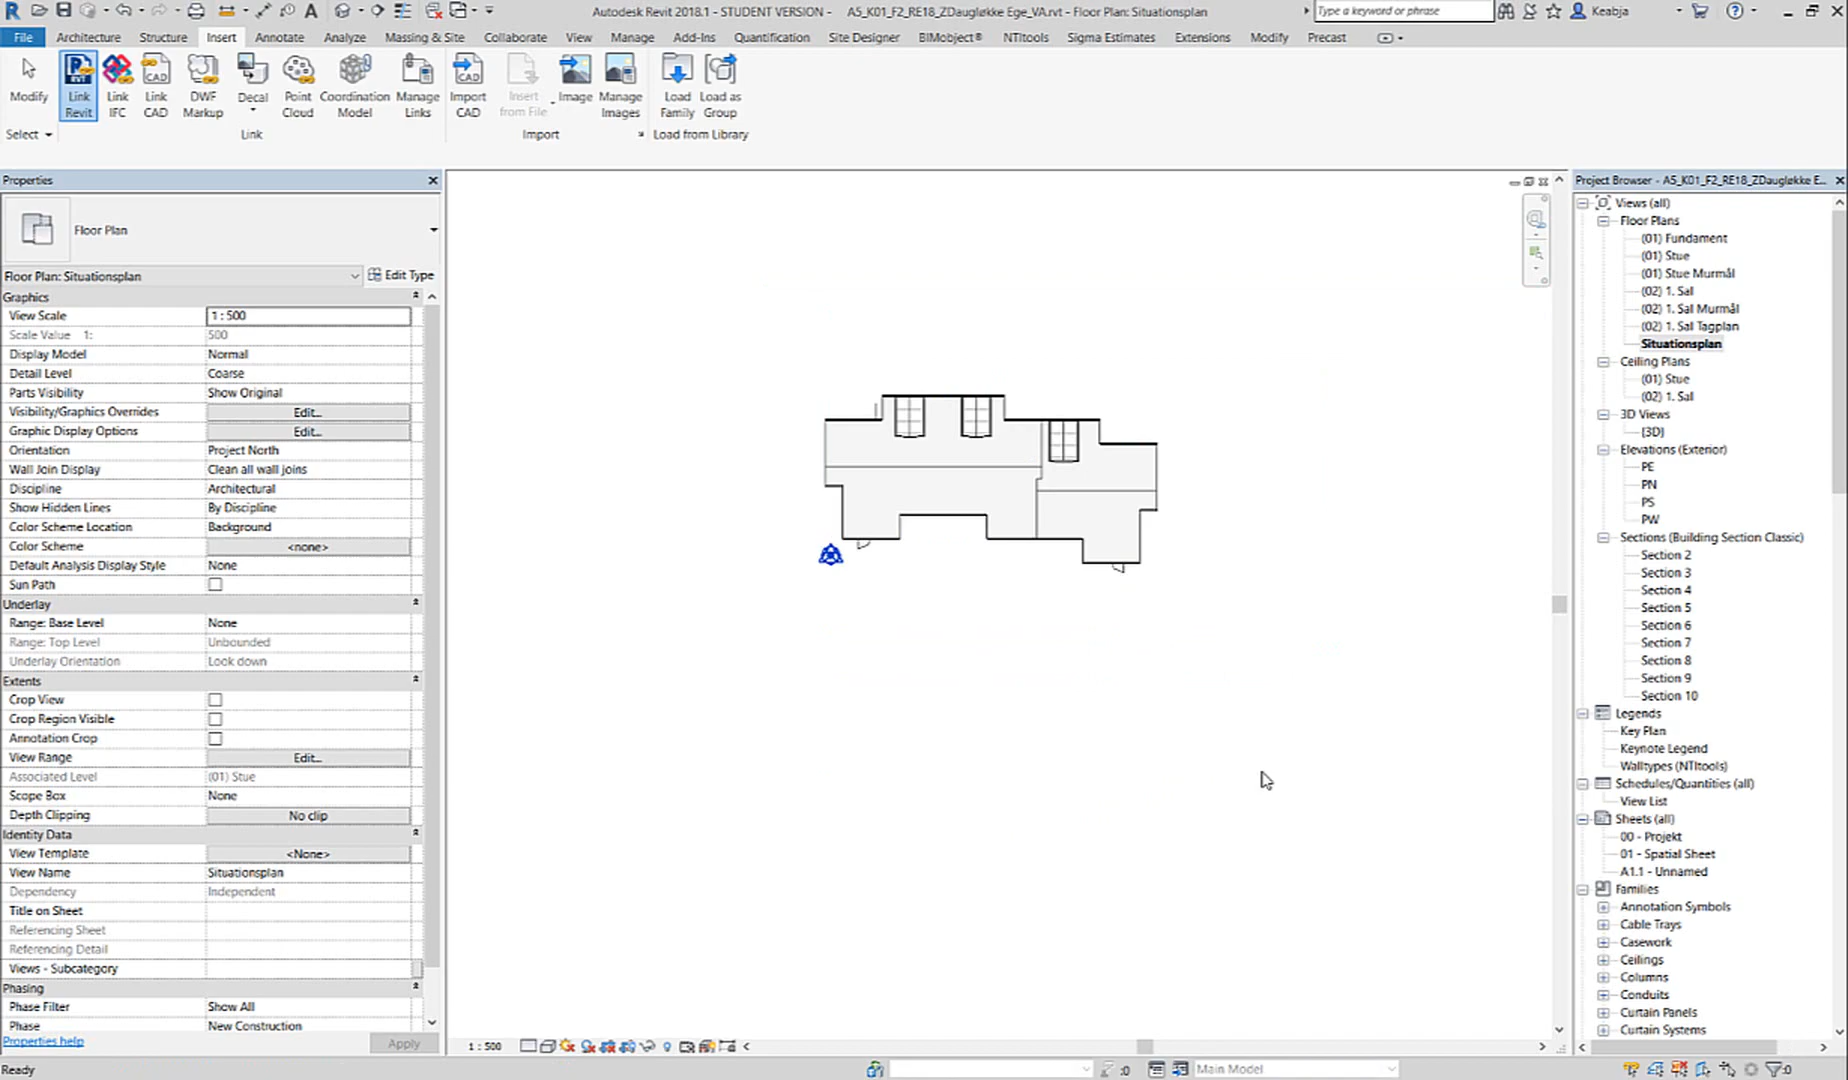 Autodesk Revit 2018.1 - STUDENT VERSION - A5_K01_F2_RE18_ZDaugløkke Ege_VA.rvt - Floor Plan: Situationsplan
Type a keyword or phrase
Keabja
File Architecture Structure Insert Annotate Analyze Massing & Site Collaborate View Manage Add-Ins Quantification Site Designer BIMobject® NTItools Sigma Estimates Extensions Modify Precast
Modify
Link Revit
Link IFC
Link CAD
DWF Markup
Decal
Point Cloud
Coordination Model
Manage Links
Import CAD
Insert from File
Image
Manage Images
Load Family
Load as Group
Select
Link
Import
Load from Library
Properties
Floor Plan
Floor Plan: Situationsplan
Edit Type
Graphics
View Scale 1 : 500
Scale Value 1: 500
Display Model Normal
Detail Level Coarse
Parts Visibility Show Original
Visibility/Graphics Overrides Edit...
Graphic Display Options Edit...
Orientation Project North
Wall Join Display Clean all wall joins
Discipline Architectural
Show Hidden Lines By Discipline
Color Scheme Location Background
Color Scheme <none>
Default Analysis Display Style None
Sun Path
Underlay
Range: Base Level None
Range: Top Level Unbounded
Underlay Orientation Look down
Extents
Crop View
Crop Region Visible
Annotation Crop
View Range Edit...
Associated Level (01) Stue
Scope Box None
Depth Clipping No clip
Identity Data
View Template <None>
View Name Situationsplan
Dependency Independent
Title on Sheet
Referencing Sheet
Referencing Detail
Views - Subcategory
Phasing
Phase Filter Show All
Phase New Construction
Properties help
Apply
1 : 500
Ready
:0
Main Model
:0
Project Browser - A5_K01_F2_RE18_ZDaugløkke E...
Views (all)
Floor Plans
(01) Fundament
(01) Stue
(01) Stue Murmål
(02) 1. Sal
(02) 1. Sal Murmål
(02) 1. Sal Tagplan
Situationsplan
Ceiling Plans
(01) Stue
(02) 1. Sal
3D Views
{3D}
Elevations (Exterior)
PE
PN
PS
PW
Sections (Building Section Classic)
Section 2
Section 3
Section 4
Section 5
Section 6
Section 7
Section 8
Section 9
Section 10
Legends
Key Plan
Keynote Legend
Walltypes (NTItools)
Schedules/Quantities (all)
View List
Sheets (all)
00 - Projekt
01 - Spatial Sheet
A1.1 - Unnamed
Families
Annotation Symbols
Cable Trays
Casework
Ceilings
Columns
Conduits
Curtain Panels
Curtain Systems